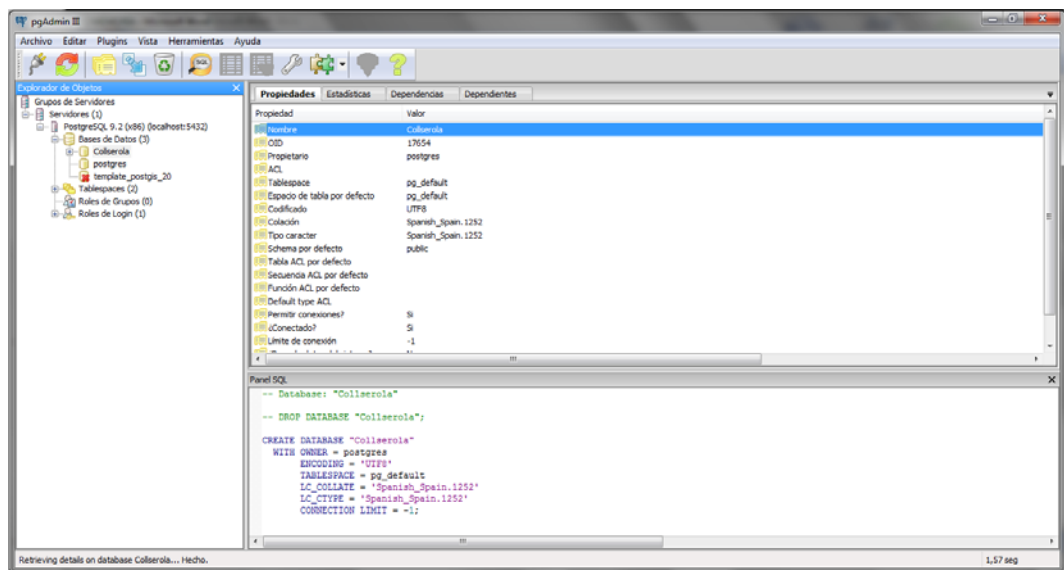 pgAdmin III
Archivo Editar Plugins Vista Herramientas Ayuda
SQL
Explorador de Objetos
Grupos de Servidores
Servidores (1)
PostgreSQL 9.2 (x86) (localhost:5432)
Bases de Datos (3)
Collserola
postgres
template_postgis_20
Tablespaces (2)
Roles de Grupos (0)
Roles de Login (1)
Propiedades Estadísticas Dependencias Dependientes
Propiedad Valor
Nombre Collserola
OID 17654
Propietario postgres
ACL
Tablespace pg_default
Espacio de tabla por defecto pg_default
Codificado UTF8
Colación Spanish_Spain.1252
Tipo caracter Spanish_Spain.1252
Schema por defecto public
Tabla ACL por defecto
Secuencia ACL por defecto
Función ACL por defecto
Default type ACL
Permitir conexiones? Sí
¿Conectado? Sí
Límite de conexión -1
Panel SQL
-- Database: "Collserola"
-- DROP DATABASE "Collserola";
CREATE DATABASE "Collserola"
WITH OWNER = postgres
ENCODING = 'UTF8'
TABLESPACE = pg_default
LC_COLLATE = 'Spanish_Spain.1252'
LC_CTYPE = 'Spanish_Spain.1252'
CONNECTION LIMIT = -1;
Retrieving details on database Collserola... Hecho. 1,57 seg